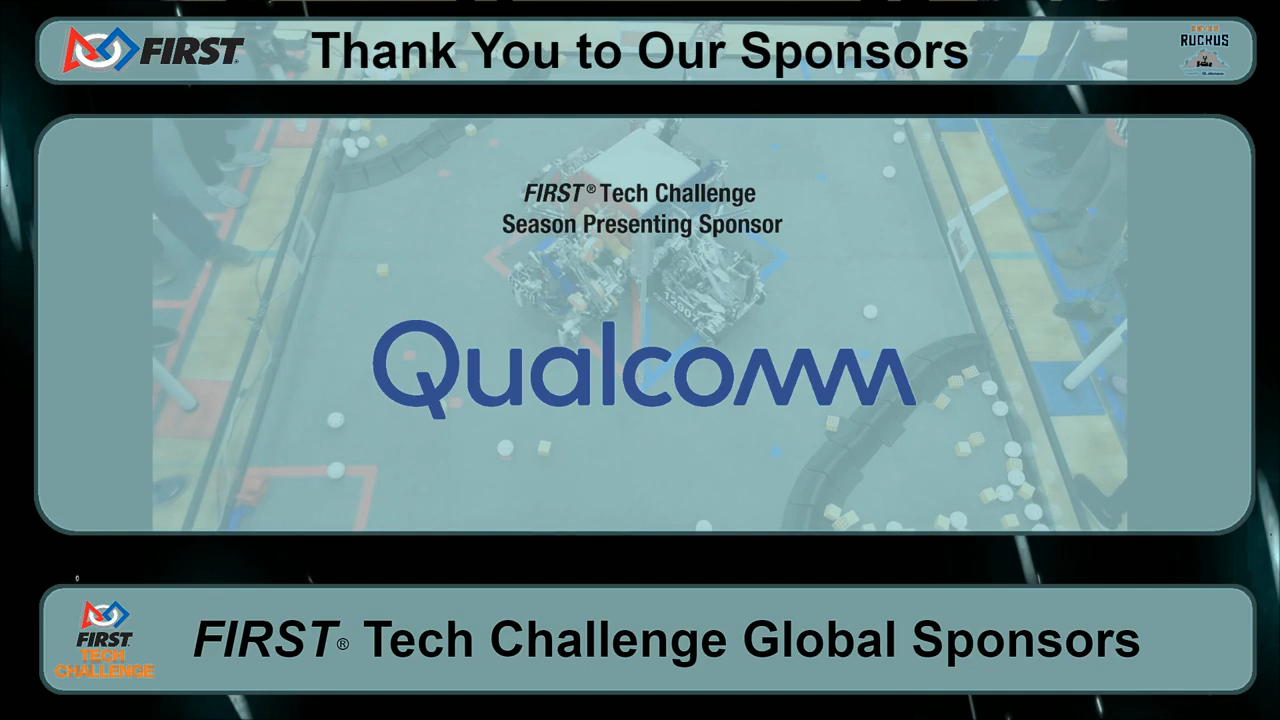 FIRST®
Thank You to Our Sponsors
RUCKUS
FIRST® Tech Challenge
Season Presenting Sponsor
Qualcomm
12807
FIRST®
TECH
CHALLENGE
FIRST® Tech Challenge Global Sponsors